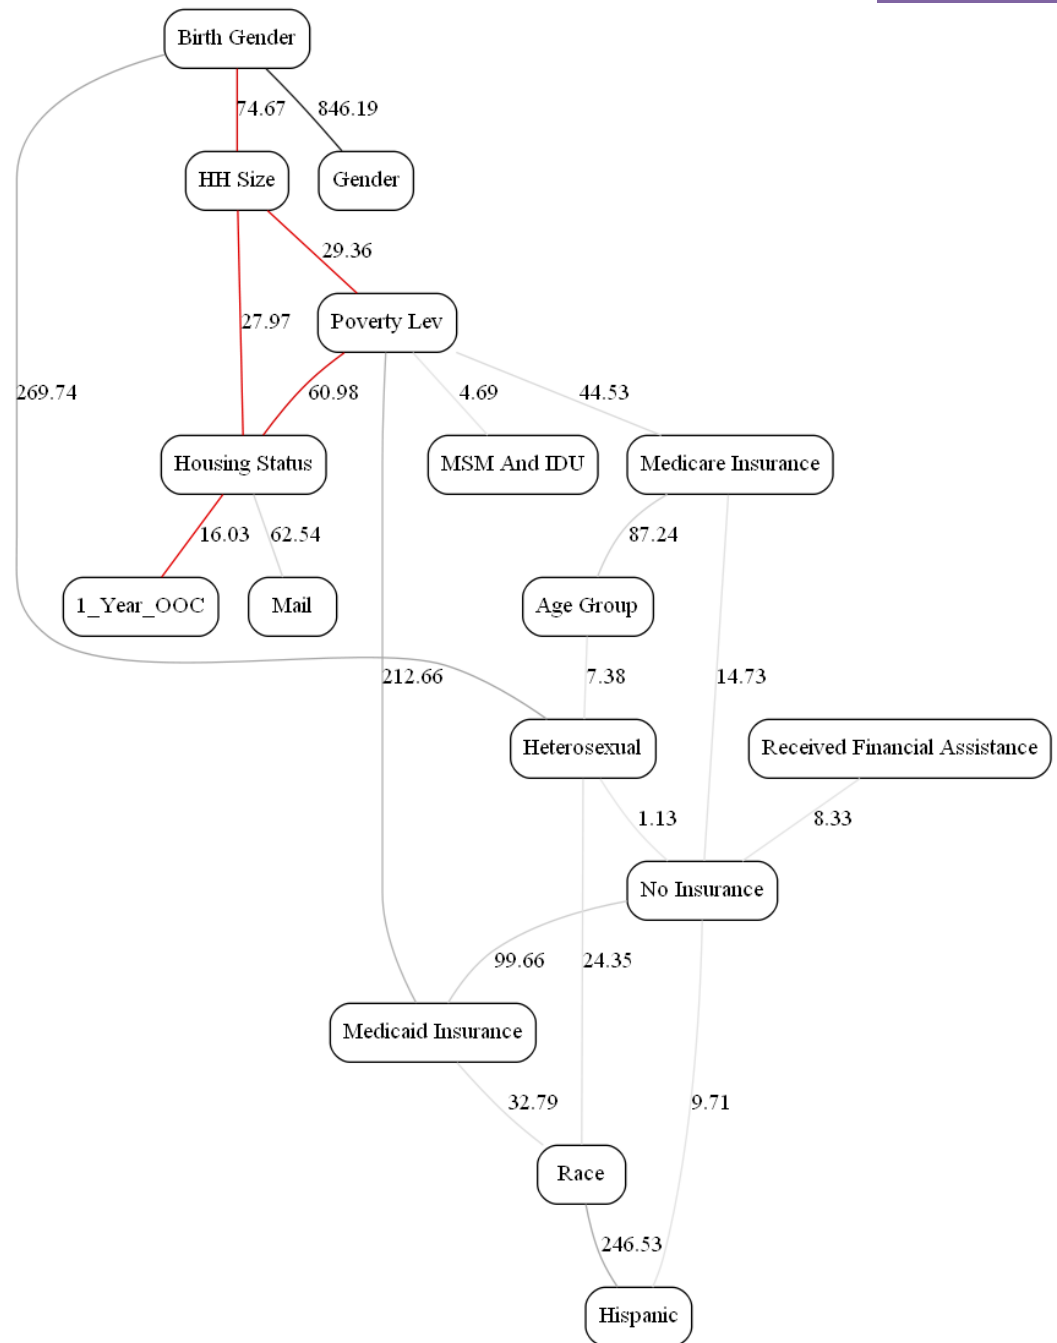 Birth Gender
74.67
846.19
HH Size
Gender
29.36
Poverty Lev
27.97
269.74
60.98
4.69
44.53
Housing Status
MSM And IDU
Medicare Insurance
16.03
62.54
87.24
1_Year_OOC
Mail
Age Group
212.66
7.38
14.73
Heterosexual
Received Financial Assistance
1.13
8.33
No Insurance
99.66
24.35
Medicaid Insurance
32.79
9.71
Race
246.53
Hispanic